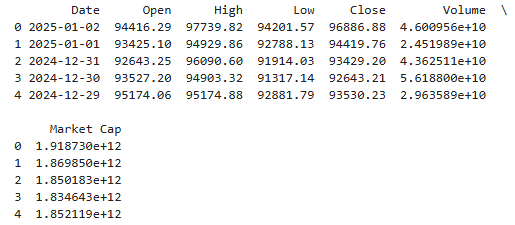 Date Open High Low Close Volume \
0 2025-01-02 94416.29 97739.82 94201.57 96886.88 4.600956e+10
1 2025-01-01 93425.10 94929.86 92788.13 94419.76 2.451989e+10
2 2024-12-31 92643.25 96090.60 91914.03 93429.20 4.362511e+10
3 2024-12-30 93527.20 94903.32 91317.14 92643.21 5.618800e+10
4 2024-12-29 95174.06 95174.88 92881.79 93530.23 2.963589e+10
Market Cap
0 1.918730e+12
1 1.869850e+12
2 1.850183e+12
3 1.834643e+12
4 1.852119e+12